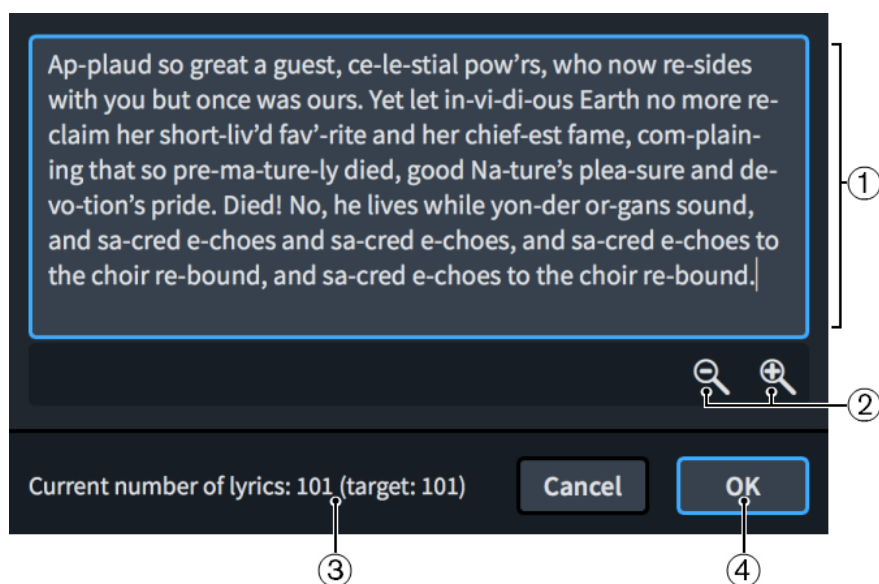 Ap-plaud so great a guest, ce-le-stial pow’rs, who now re-sides
with you but once was ours. Yet let in-vi-di-ous Earth no more re-
claim her short-liv’d fav’-rite and her chief-est fame, com-plain-
ing that so pre-ma-ture-ly died, good Na-ture’s plea-sure and de-
vo-tion’s pride. Died! No, he lives while yon-der or-gans sound,
and sa-cred e-choes and sa-cred e-choes, and sa-cred e-choes to
the choir re-bound, and sa-cred e-choes to the choir re-bound.
①
②
Current number of lyrics: 101 (target: 101)
Cancel
OK
③
④